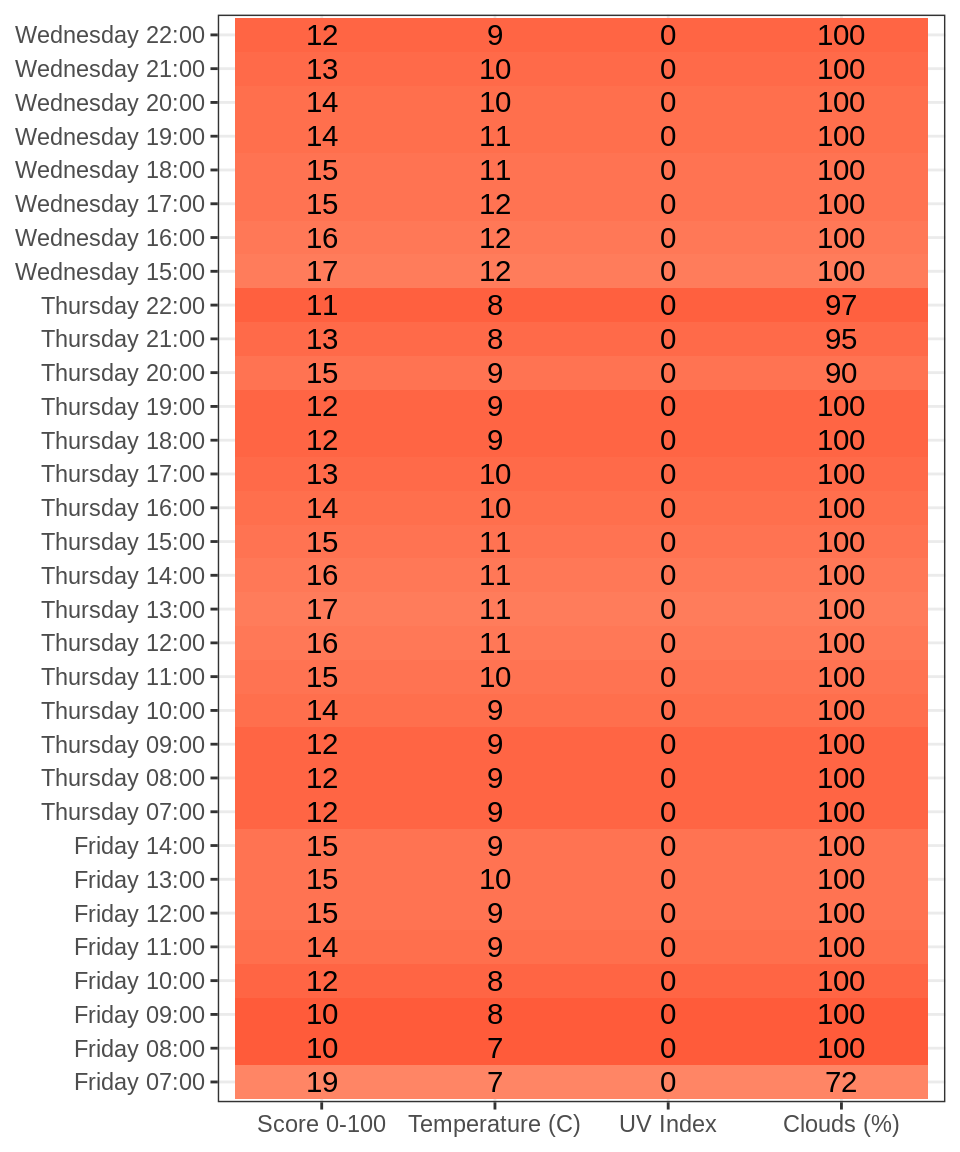 Wednesday 22:00 12 9 0 100
Wednesday 21:00 13 10 0 100
Wednesday 20:00 14 10 0 100
Wednesday 19:00 14 11 0 100
Wednesday 18:00 15 11 0 100
Wednesday 17:00 15 12 0 100
Wednesday 16:00 16 12 0 100
Wednesday 15:00 17 12 0 100
Thursday 22:00 11 8 0 97
Thursday 21:00 13 8 0 95
Thursday 20:00 15 9 0 90
Thursday 19:00 12 9 0 100
Thursday 18:00 12 9 0 100
Thursday 17:00 13 10 0 100
Thursday 16:00 14 10 0 100
Thursday 15:00 15 11 0 100
Thursday 14:00 16 11 0 100
Thursday 13:00 17 11 0 100
Thursday 12:00 16 11 0 100
Thursday 11:00 15 10 0 100
Thursday 10:00 14 9 0 100
Thursday 09:00 12 9 0 100
Thursday 08:00 12 9 0 100
Thursday 07:00 12 9 0 100
Friday 14:00 15 9 0 100
Friday 13:00 15 10 0 100
Friday 12:00 15 9 0 100
Friday 11:00 14 9 0 100
Friday 10:00 12 8 0 100
Friday 09:00 10 8 0 100
Friday 08:00 10 7 0 100
Friday 07:00 19 7 0 72
Score 0-100 Temperature (C) UV Index Clouds (%)